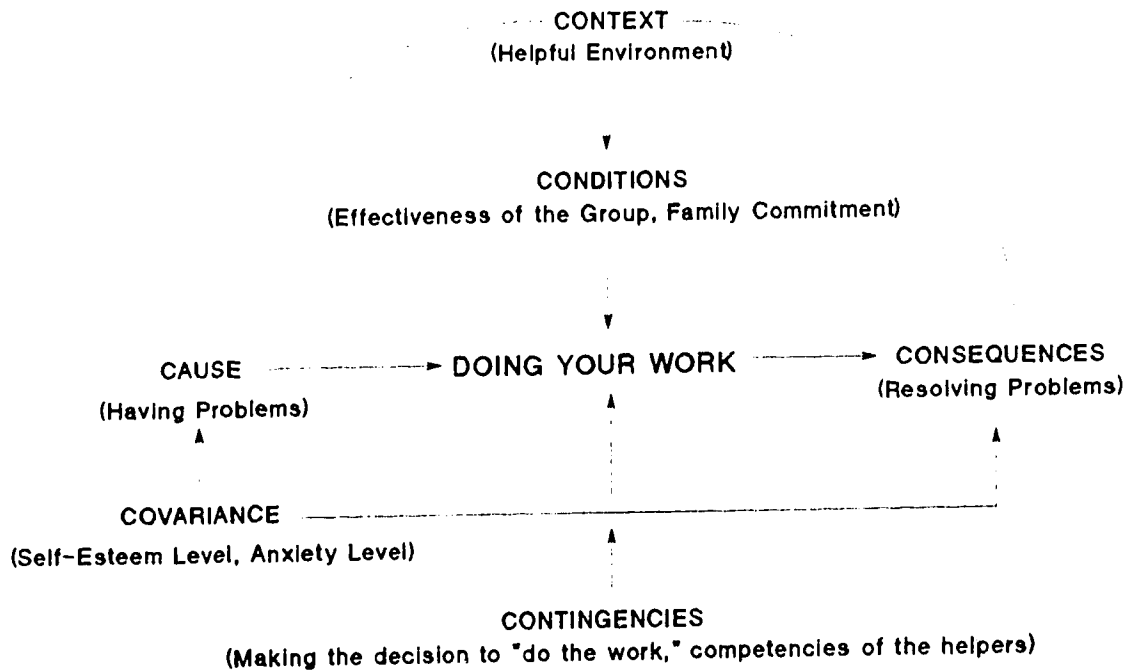 CONTEXT
(Helpful Environment)
CONDITIONS
(Effectiveness of the Group, Family Commitment)
CAUSE
(Having Problems)
DOING YOUR WORK
CONSEQUENCES
(Resolving Problems)
COVARIANCE
(Self-Esteem Level, Anxiety Level)
CONTINGENCIES
(Making the decision to "do the work," competencies of the helpers)